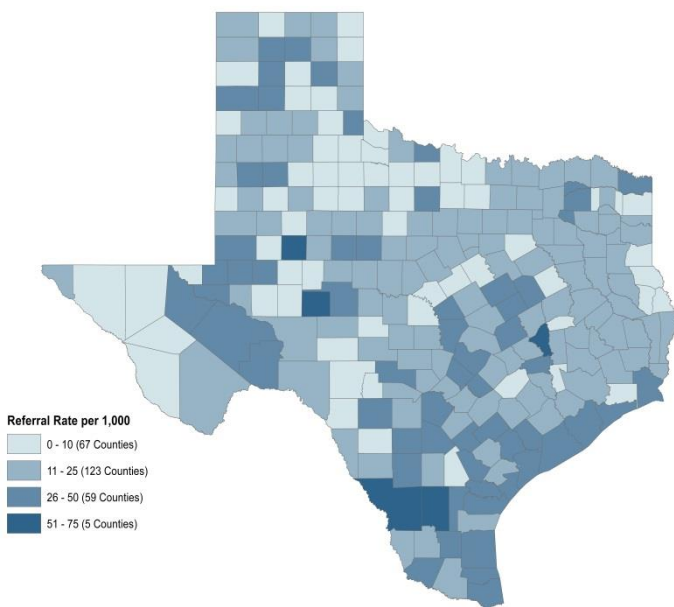 Referral Rate per 1,000
0 - 10 (67 Counties)
11 - 25 (123 Counties)
26 - 50 (59 Counties)
51 - 75 (5 Counties)